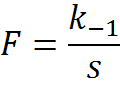 F = k₋₁ / s